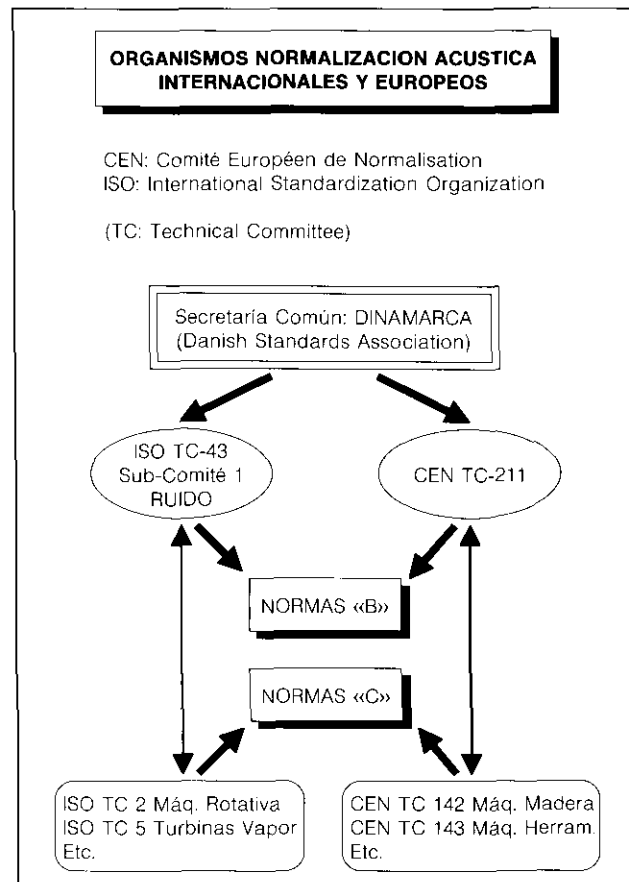 ORGANISMOS NORMALIZACION ACUSTICA
INTERNACIONALES Y EUROPEOS
CEN: Comité Européen de Normalisation
ISO: International Standardization Organization
(TC: Technical Committee)
Secretaría Común: DINAMARCA
(Danish Standards Association)
ISO TC-43
Sub-Comité 1
RUIDO
CEN TC-211
NORMAS «B»
NORMAS «C»
ISO TC 2 Máq. Rotativa
ISO TC 5 Turbinas Vapor
Etc.
CEN TC 142 Máq. Madera
CEN TC 143 Máq. Herram.
Etc.